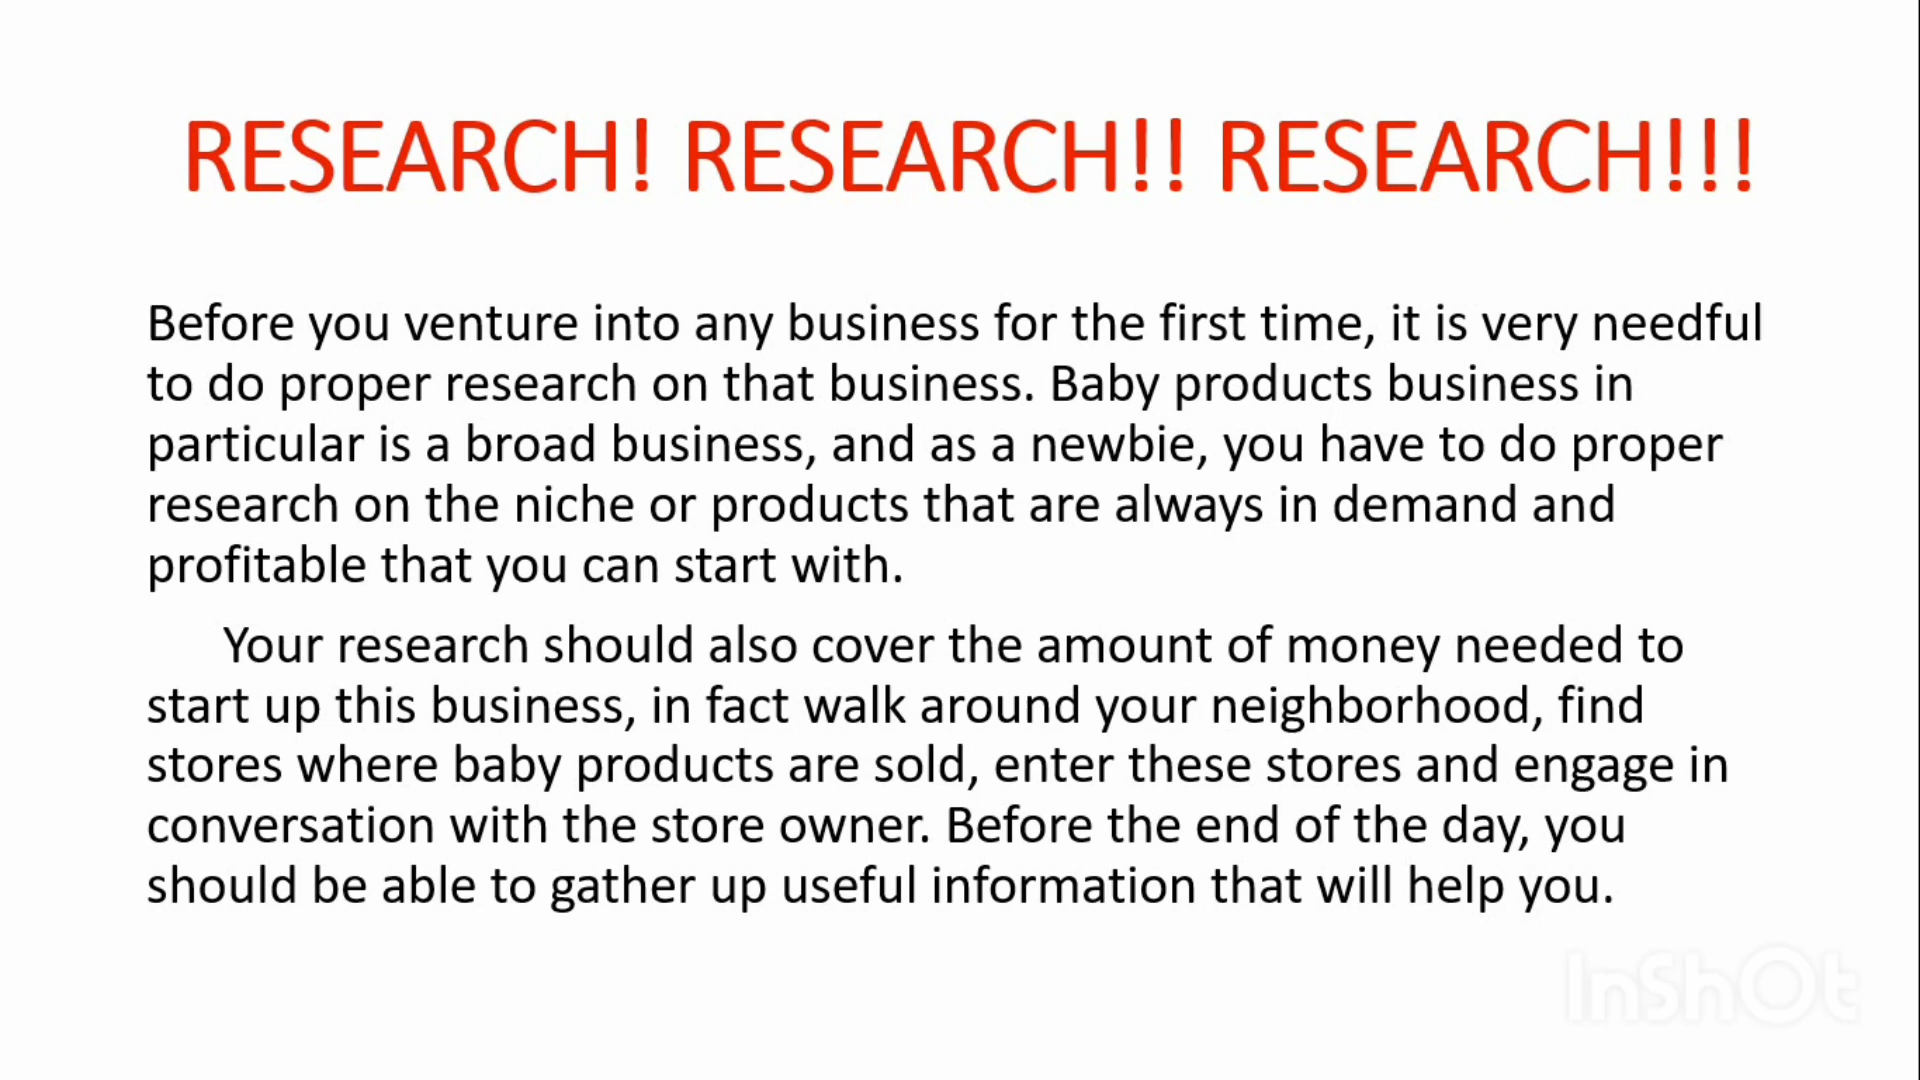 RESEARCH! RESEARCH!! RESEARCH!!!
Before you venture into any business for the first time, it is very needful
to do proper research on that business. Baby products business in
particular is a broad business, and as a newbie, you have to do proper
research on the niche or products that are always in demand and
profitable that you can start with.
Your research should also cover the amount of money needed to
start up this business, in fact walk around your neighborhood, find
stores where baby products are sold, enter these stores and engage in
conversation with the store owner. Before the end of the day, you
should be able to gather up useful information that will help you.
InShOt